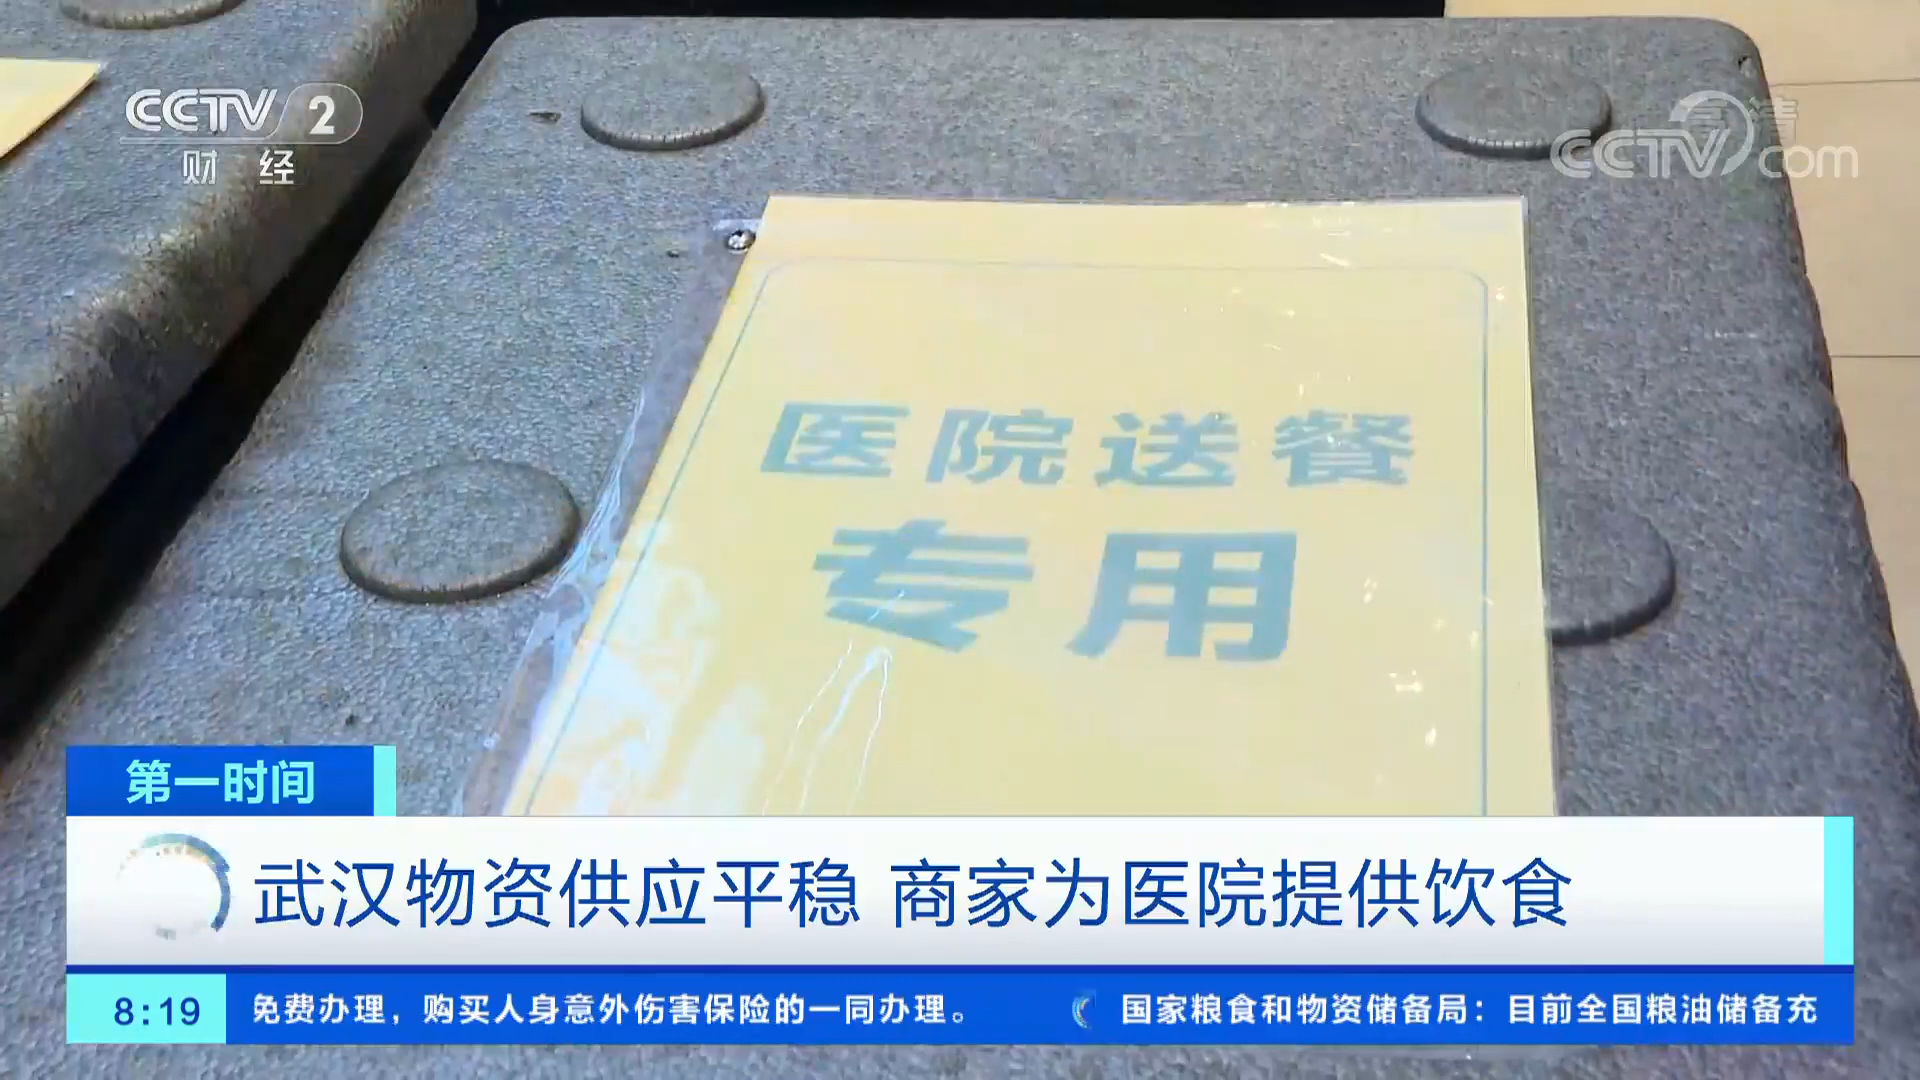 CCTV 2
财经
高清
CCTV.com
医院送餐
专用
第一时间
武汉物资供应平稳 商家为医院提供饮食
8:19
免费办理，购买人身意外伤害保险的一同办理。
国家粮食和物资储备局：目前全国粮油储备充